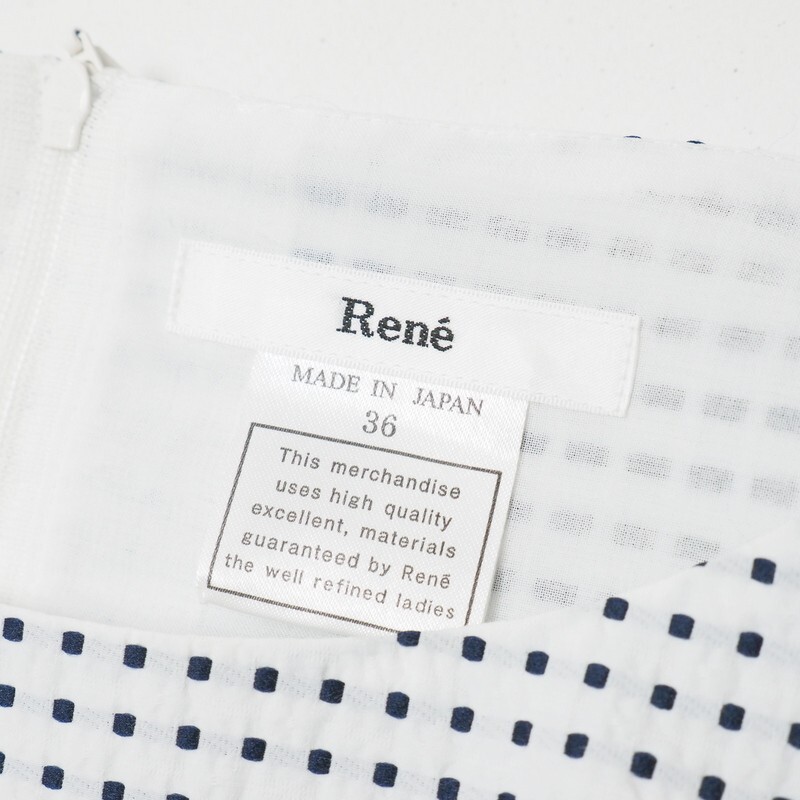 René
MADE IN JAPAN
36
This merchandise
uses high quality
excellent, materials
guaranteed by René
the well refined ladies